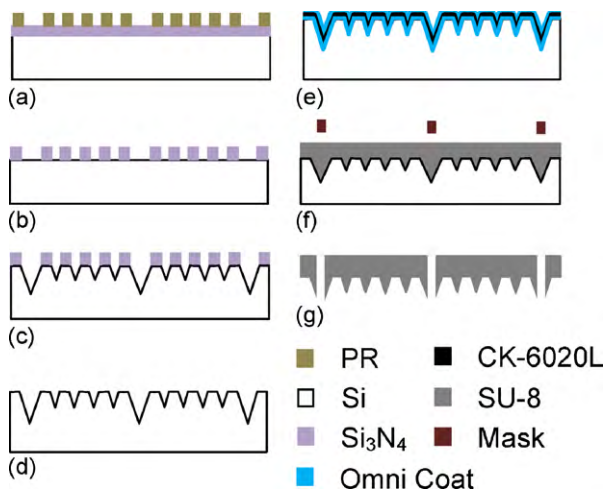 (a)
(b)
(c)
(d)
(e)
(f)
(g)
PR
CK-6020L
Si
SU-8
Si₃N₄
Mask
Omni Coat